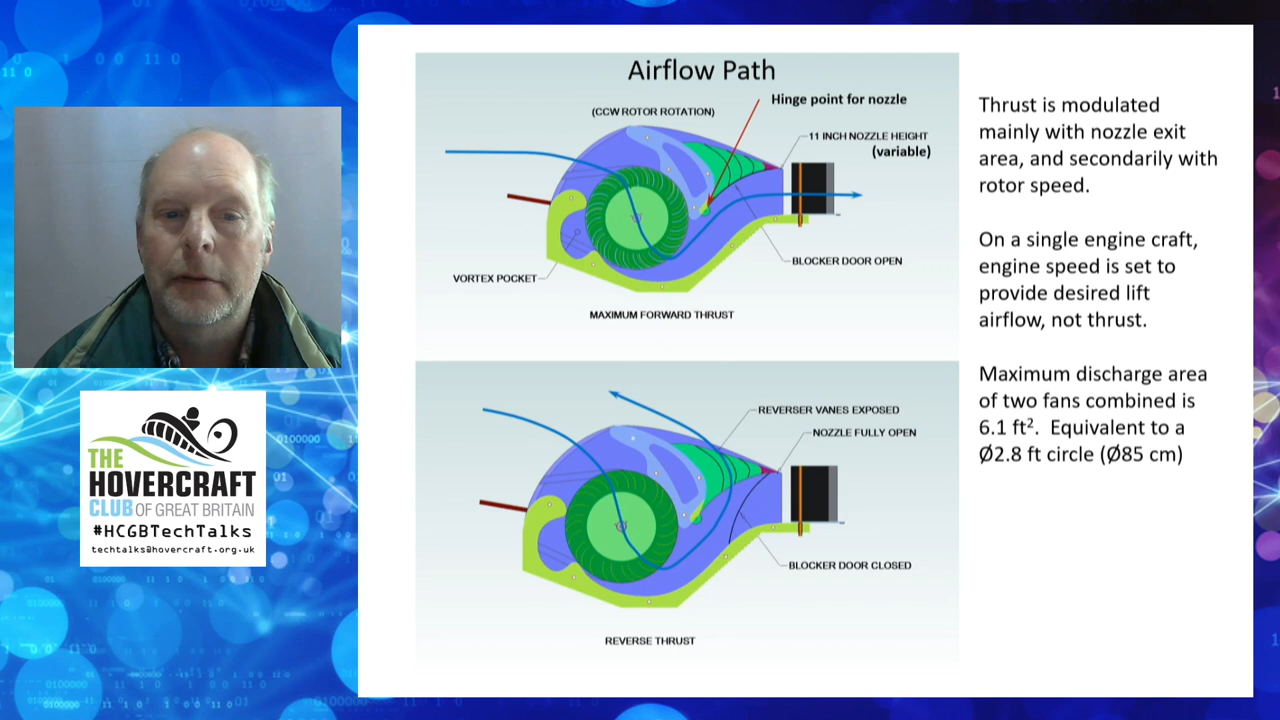 Airflow Path
Hinge point for nozzle
(CCW ROTOR ROTATION)
11 INCH NOZZLE HEIGHT
(variable)
BLOCKER DOOR OPEN
VORTEX POCKET
MAXIMUM FORWARD THRUST
REVERSER VANES EXPOSED
NOZZLE FULLY OPEN
BLOCKER DOOR CLOSED
REVERSE THRUST
Thrust is modulated
mainly with nozzle exit
area, and secondarily with
rotor speed.
On a single engine craft,
engine speed is set to
provide desired lift
airflow, not thrust.
Maximum discharge area
of two fans combined is
6.1 ft². Equivalent to a
Ø2.8 ft circle (Ø85 cm)
THE
HOVERCRAFT
CLUB OF GREAT BRITAIN
#HCGBTechTalks
techtalks@hovercraft.org.uk